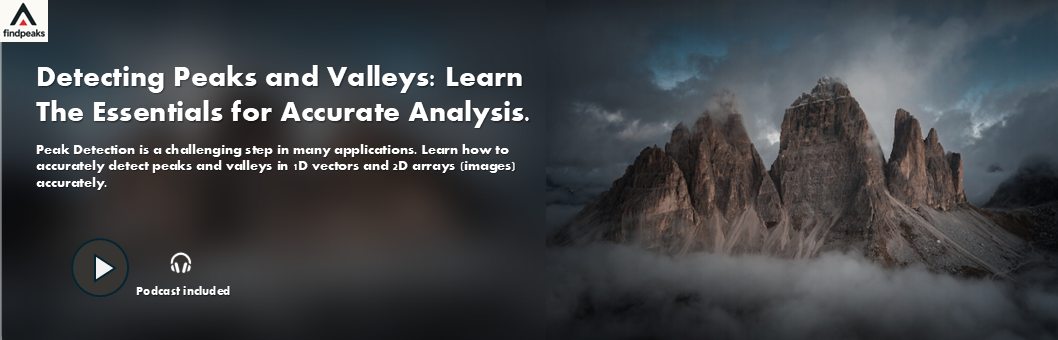 findpeaks
Detecting Peaks and Valleys: Learn
The Essentials for Accurate Analysis.
Peak Detection is a challenging step in many applications. Learn how to
accurately detect peaks and valleys in 1D vectors and 2D arrays (images)
accurately.
Podcast included